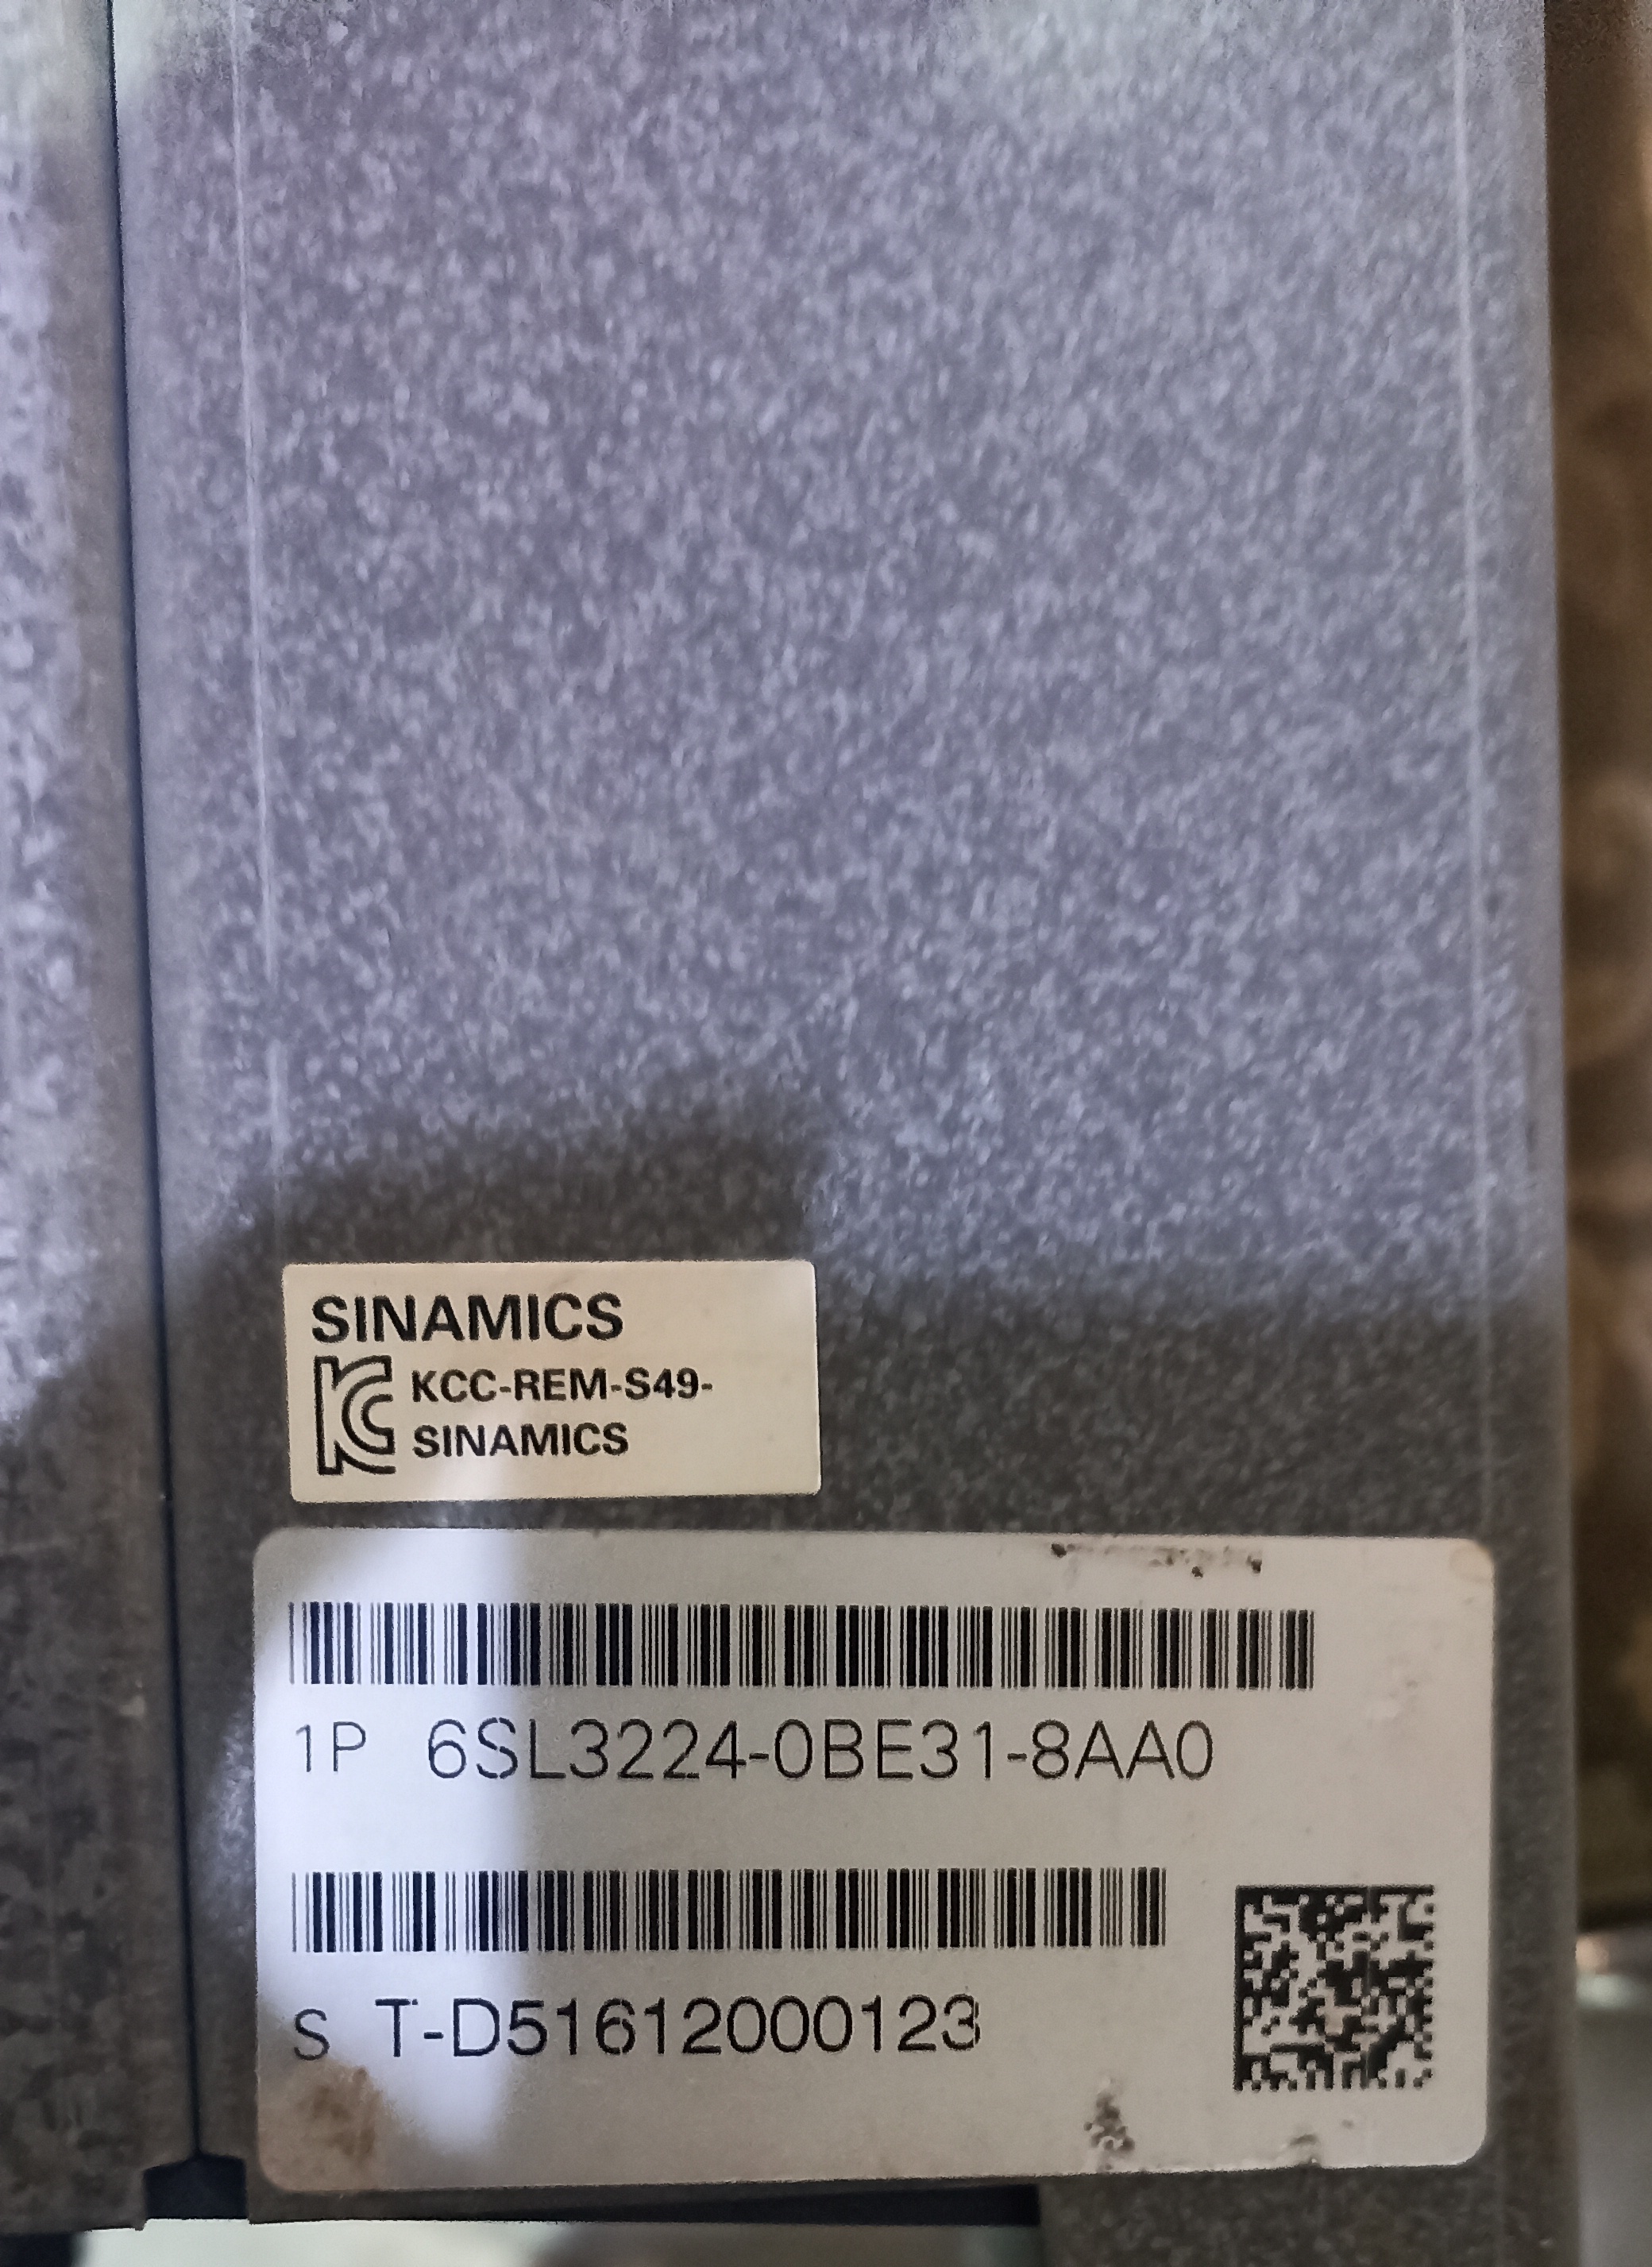 SINAMICS
KCC-REM-S49-
SINAMICS
1P 6SL3224-0BE31-8AA0
S T-D51612000123